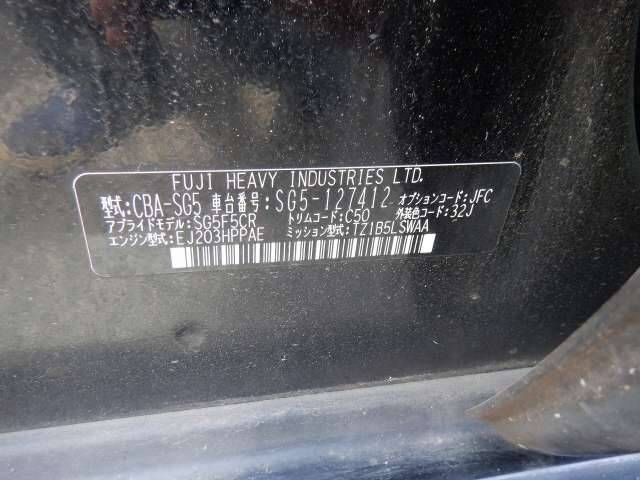 FUJI HEAVY INDUSTRIES LTD.
型式:CBA-SG5 車台番号:SG5-127412 オプションコード:JFC
アプライドモデル:SG5F5CR トリムコード:C50 外装色コード:32J
エンジン型式:EJ203HPPAE ミッション型式:TZ1B5LSWAA